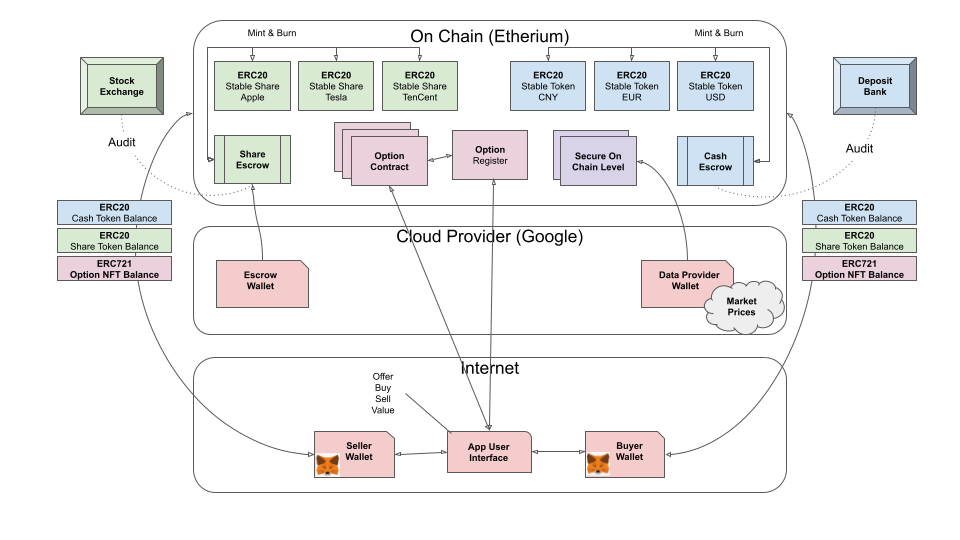 Mint & Burn
On Chain (Etherium)
Mint & Burn
Stock
Exchange
ERC20
Stable Share
Apple
ERC20
Stable Share
Tesla
ERC20
Stable Share
TenCent
ERC20
Stable Token
CNY
ERC20
Stable Token
EUR
ERC20
Stable Token
USD
Deposit
Bank
Audit
Share
Escrow
Option
Contract
Option
Register
Secure On
Chain Level
Cash
Escrow
Audit
ERC20
Cash Token Balance
ERC20
Share Token Balance
ERC721
Option NFT Balance
ERC20
Cash Token Balance
ERC20
Share Token Balance
ERC721
Option NFT Balance
Cloud Provider (Google)
Escrow
Wallet
Data Provider
Wallet
Market
Prices
Internet
Offer
Buy
Sell
Value
Seller
Wallet
App User
Interface
Buyer
Wallet